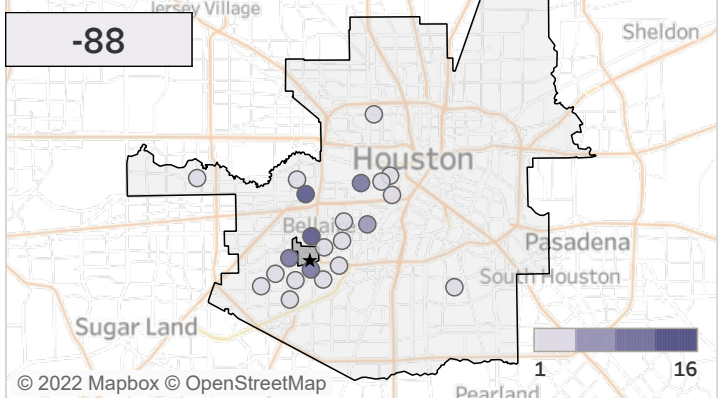 Jersey Village
-88
Sheldon
Houston
Bellaire
Pasadena
South Houston
Sugar Land
1
16
© 2022 Mapbox © OpenStreetMap
Pearland